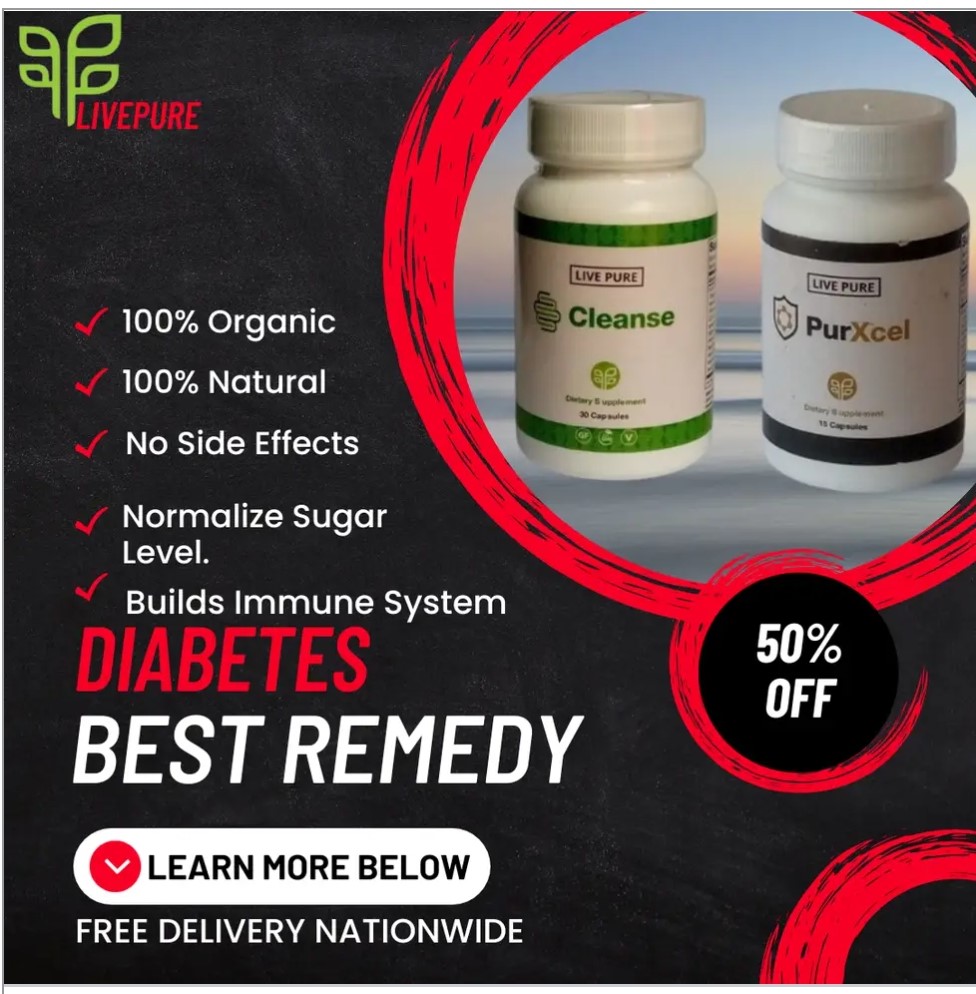 LIVEPURE
LIVE PURE
Cleanse
Dietary Supplement
30 Capsules
GF
V
LIVE PURE
PurXcel
Dietary Supplement
15 Capsules
100% Organic
100% Natural
No Side Effects
Normalize Sugar
Level.
Builds Immune System
DIABETES
BEST REMEDY
50%
OFF
LEARN MORE BELOW
FREE DELIVERY NATIONWIDE